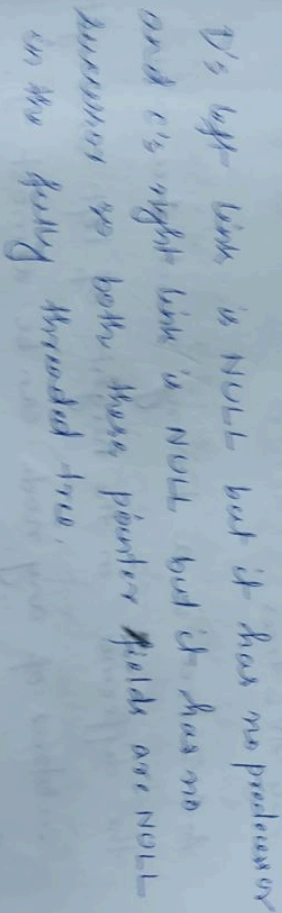 D's left link is NULL but it has no predecessor
and C's right link is NULL but it has no
successor so both these pointer fields are NULL
in the fully threaded tree.